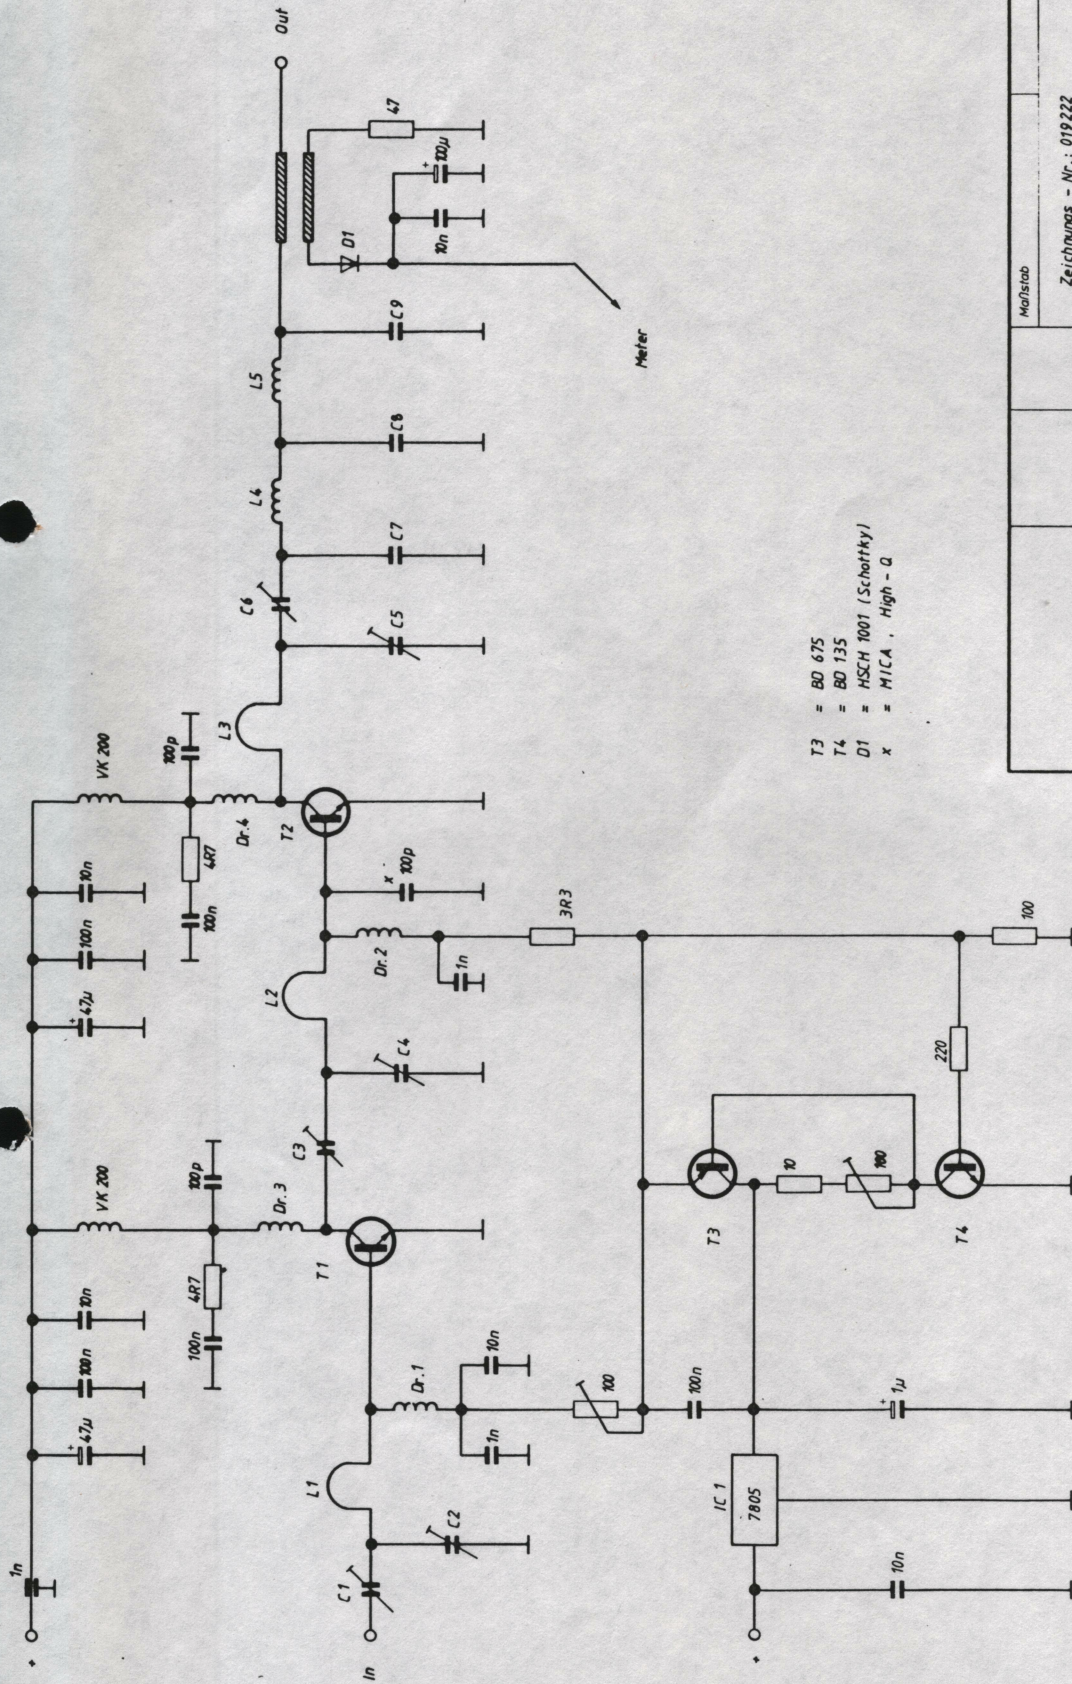 +
1n
47µ
+
100n
10n
VK 200
4R7
100n
100p
Dr.3
47µ
+
100n
10n
VK 200
4R7
100n
100p
Dr.4
In
C1
C2
L1
Dr.1
1n
10n
T1
C3
C4
L2
Dr.2
1n
x
100p
T2
L3
C5
C6
C7
L4
C8
L5
C9
D1
10n
100µ
+
47
Out
Meter
100
3R3
+
10n
IC 1
7805
100n
1µ
+
T3
10
T4
220
100
T3 = BD 675
T4 = BD 135
D1 = HSCH 1001 (Schottky)
x = MICA , High - Q
Maßstab
Zeichnungs - Nr.: 019222